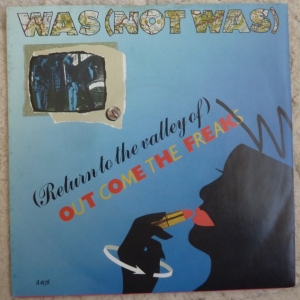 WAS (NOT WAS)
(Return to the valley of)
OUT COME THE FREAKS